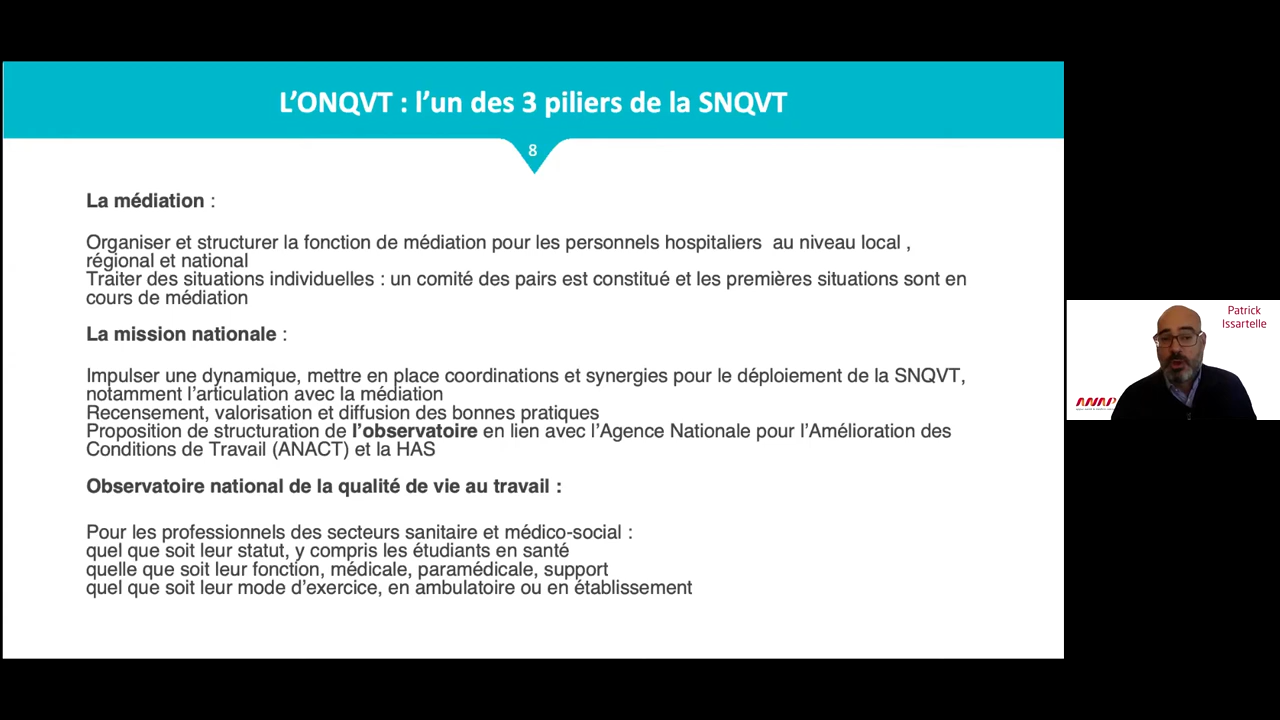 L'ONQVT : l'un des 3 piliers de la SNQVT
8
La médiation :
Organiser et structurer la fonction de médiation pour les personnels hospitaliers au niveau local ,
régional et national
Traiter des situations individuelles : un comité des pairs est constitué et les premières situations sont en
cours de médiation
La mission nationale :
Impulser une dynamique, mettre en place coordinations et synergies pour le déploiement de la SNQVT,
notamment l'articulation avec la médiation
Recensement, valorisation et diffusion des bonnes pratiques
Proposition de structuration de l'observatoire en lien avec l'Agence Nationale pour l'Amélioration des
Conditions de Travail (ANACT) et la HAS
Observatoire national de la qualité de vie au travail :
Pour les professionnels des secteurs sanitaire et médico-social :
quel que soit leur statut, y compris les étudiants en santé
quelle que soit leur fonction, médicale, paramédicale, support
quel que soit leur mode d'exercice, en ambulatoire ou en établissement
Patrick
Issartelle
ANAP